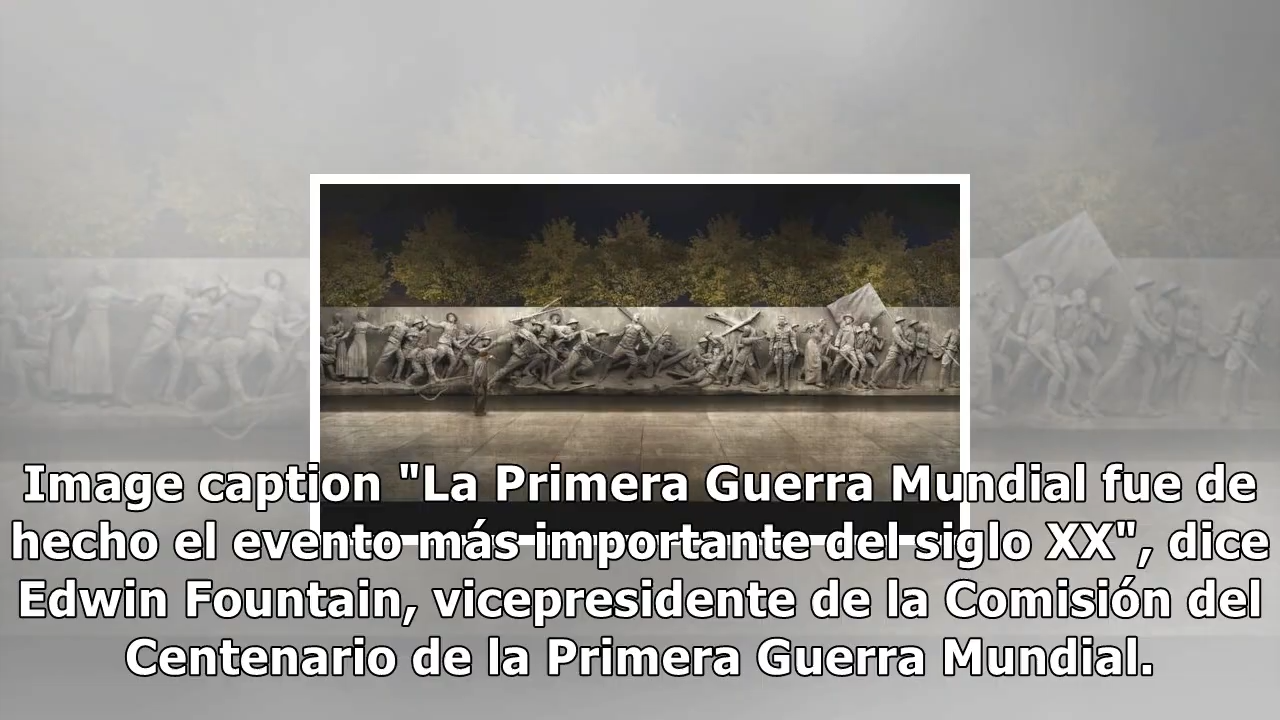 Image caption "La Primera Guerra Mundial fue de
hecho el evento más importante del siglo XX", dice
Edwin Fountain, vicepresidente de la Comisión del
Centenario de la Primera Guerra Mundial.